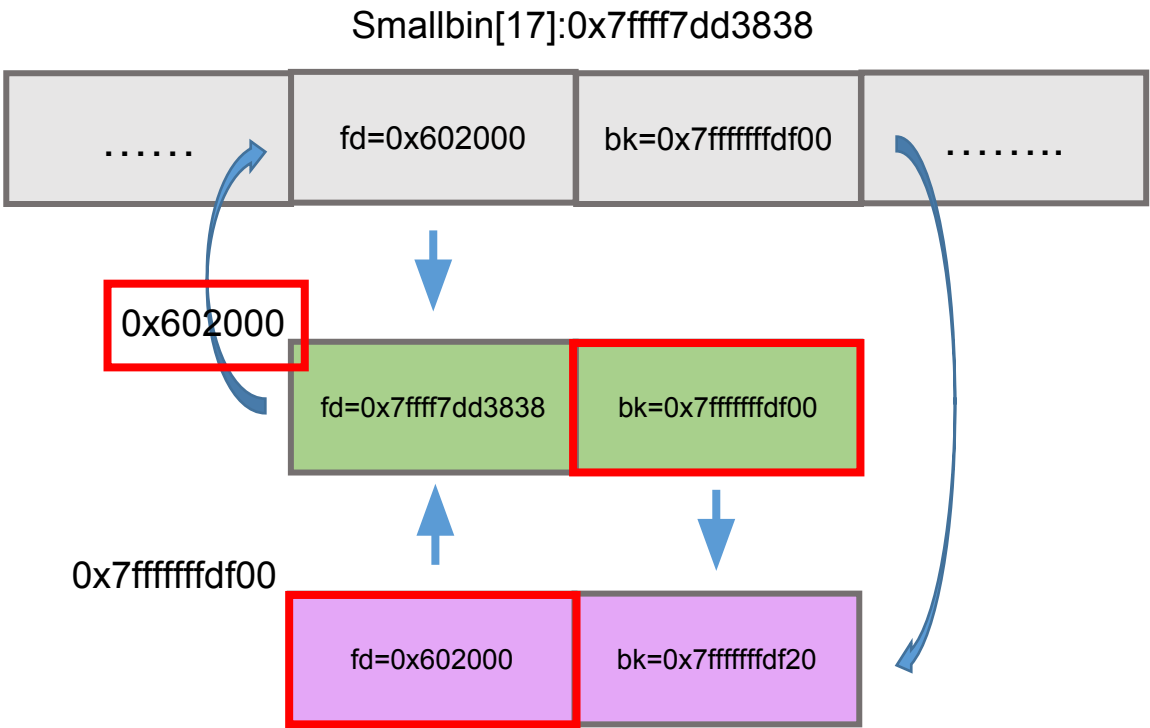 Smallbin[17]:0x7ffff7dd3838
......
fd=0x602000
bk=0x7fffffffdf00
........
0x602000
fd=0x7ffff7dd3838
bk=0x7fffffffdf00
0x7fffffffdf00
fd=0x602000
bk=0x7fffffffdf20